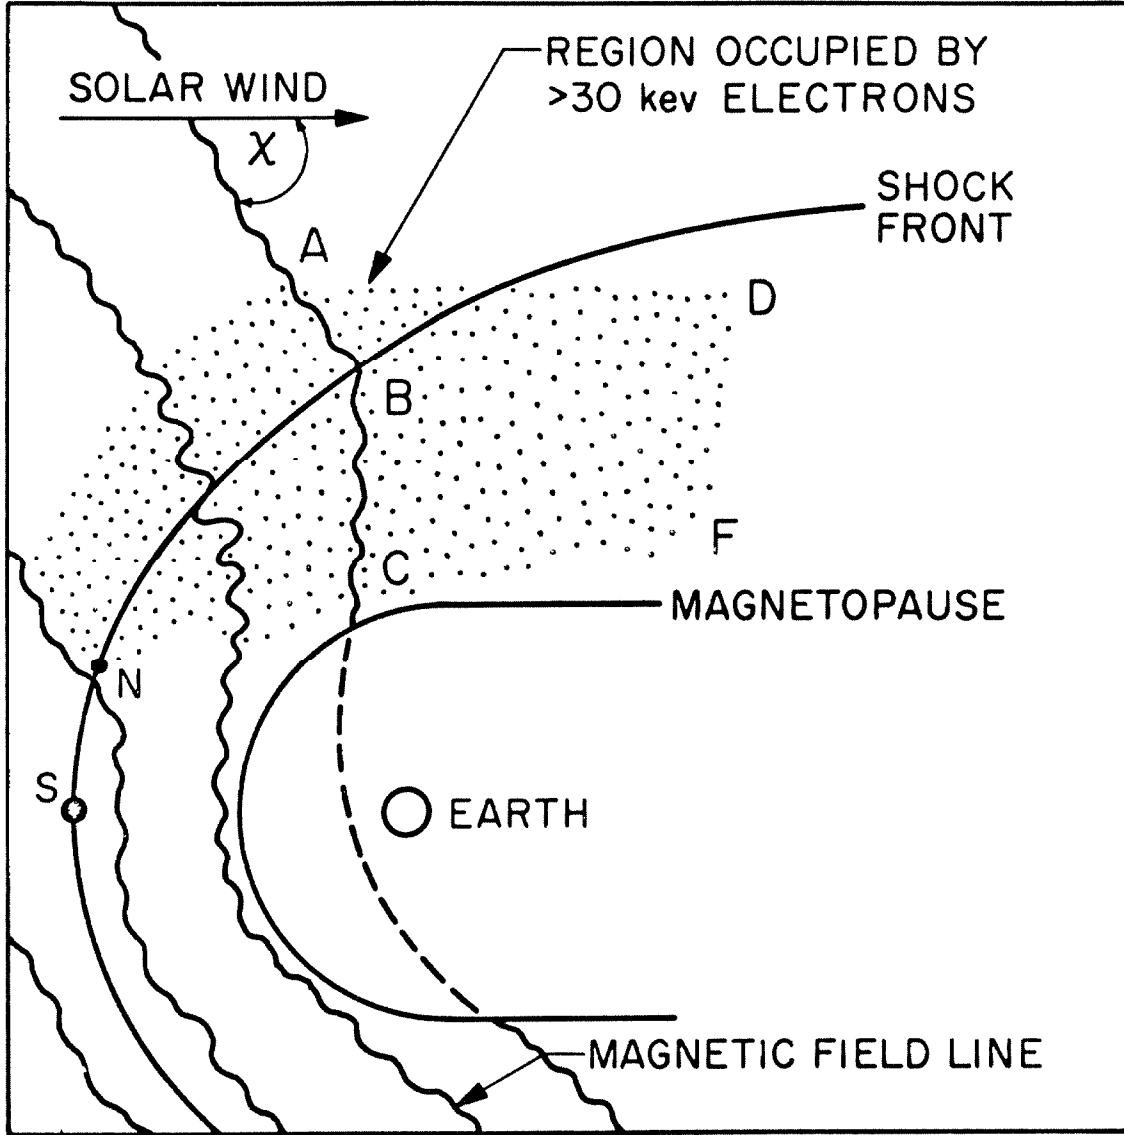 REGION OCCUPIED BY
>30 kev ELECTRONS
SOLAR WIND
χ
SHOCK
FRONT
A
D
B
F
C
MAGNETOPAUSE
N
S
EARTH
MAGNETIC FIELD LINE